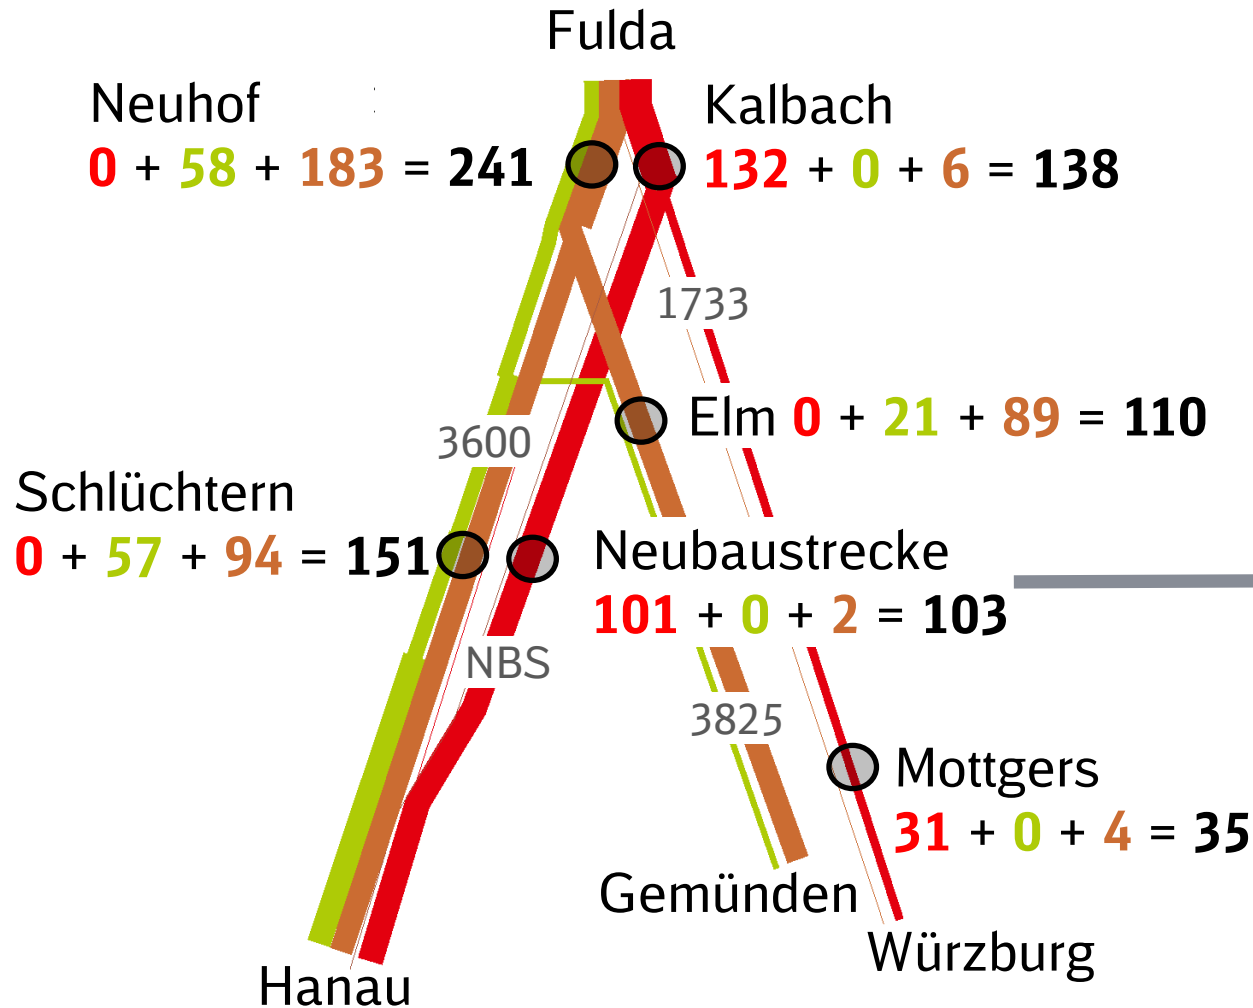 Fulda
Neuhof
0 + 58 + 183 = 241
Kalbach
132 + 0 + 6 = 138
1733
Elm 0 + 21 + 89 = 110
3600
Schlüchtern
0 + 57 + 94 = 151
Neubaustrecke
101 + 0 + 2 = 103
NBS
3825
Mottgers
31 + 0 + 4 = 35
Gemünden
Würzburg
Hanau